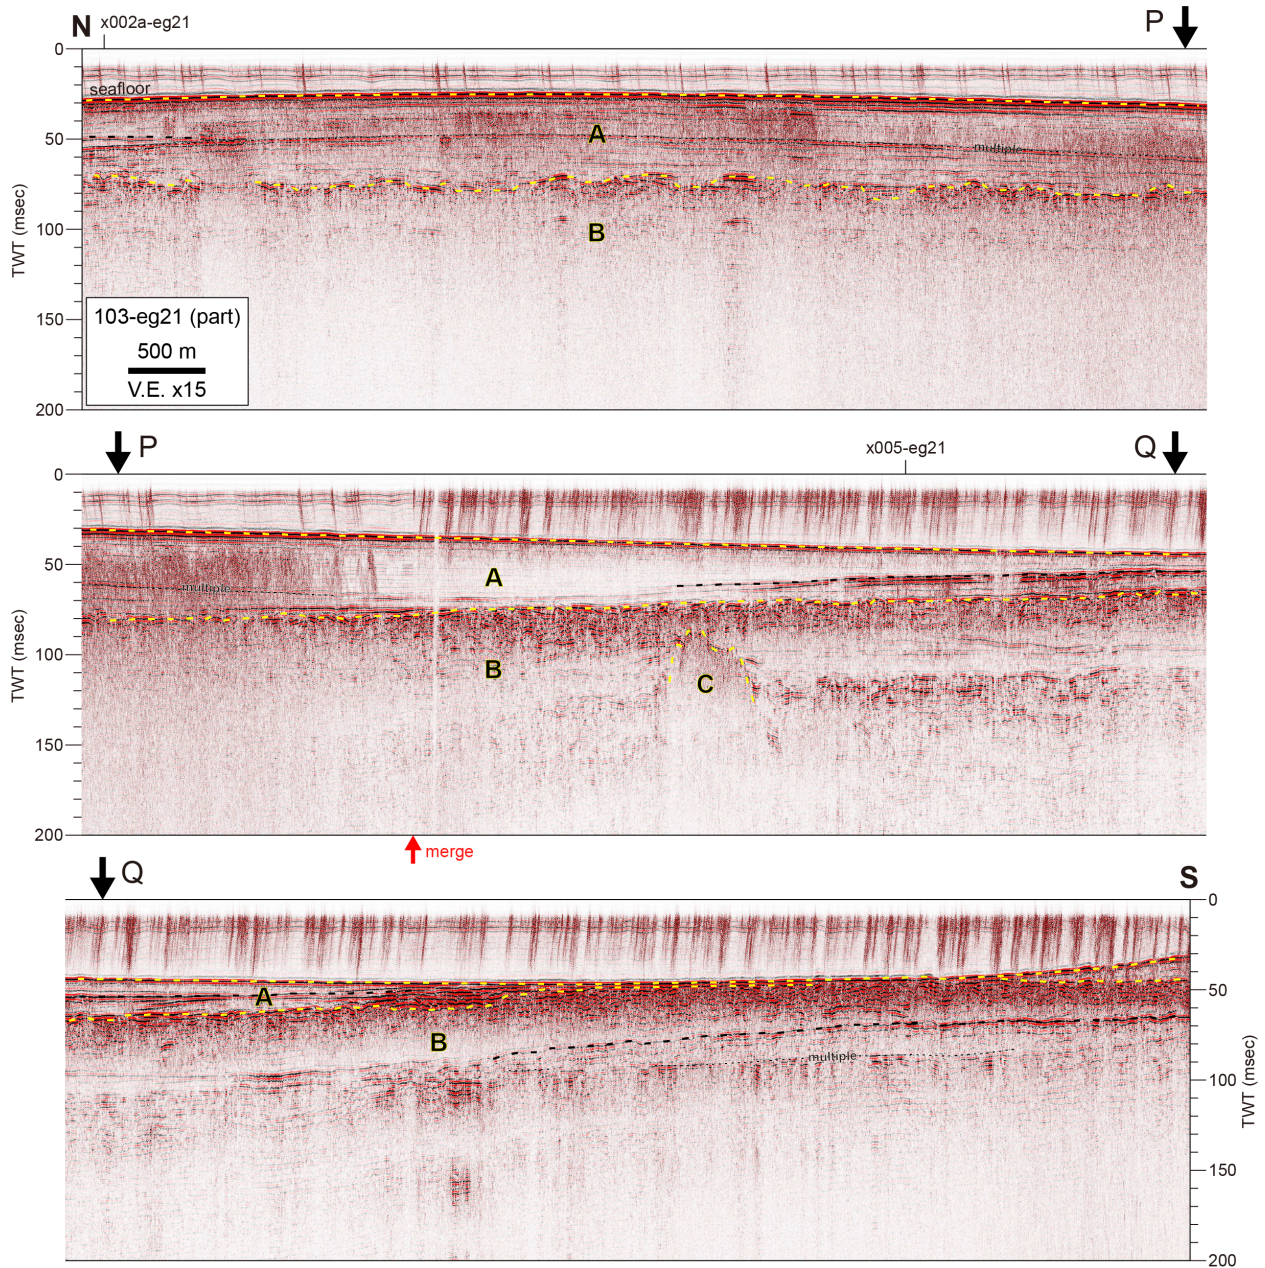 N x002a-eg21 P
0
seafloor
A
50
multiple
TWT (msec)
B
100
150
200
103-eg21 (part)
500 m
V.E. x15
P x005-eg21 Q
0
50
A
multiple
TWT (msec)
100
B
C
150
200
merge
Q S
0
A
50
B
multiple
100
TWT (msec)
150
200